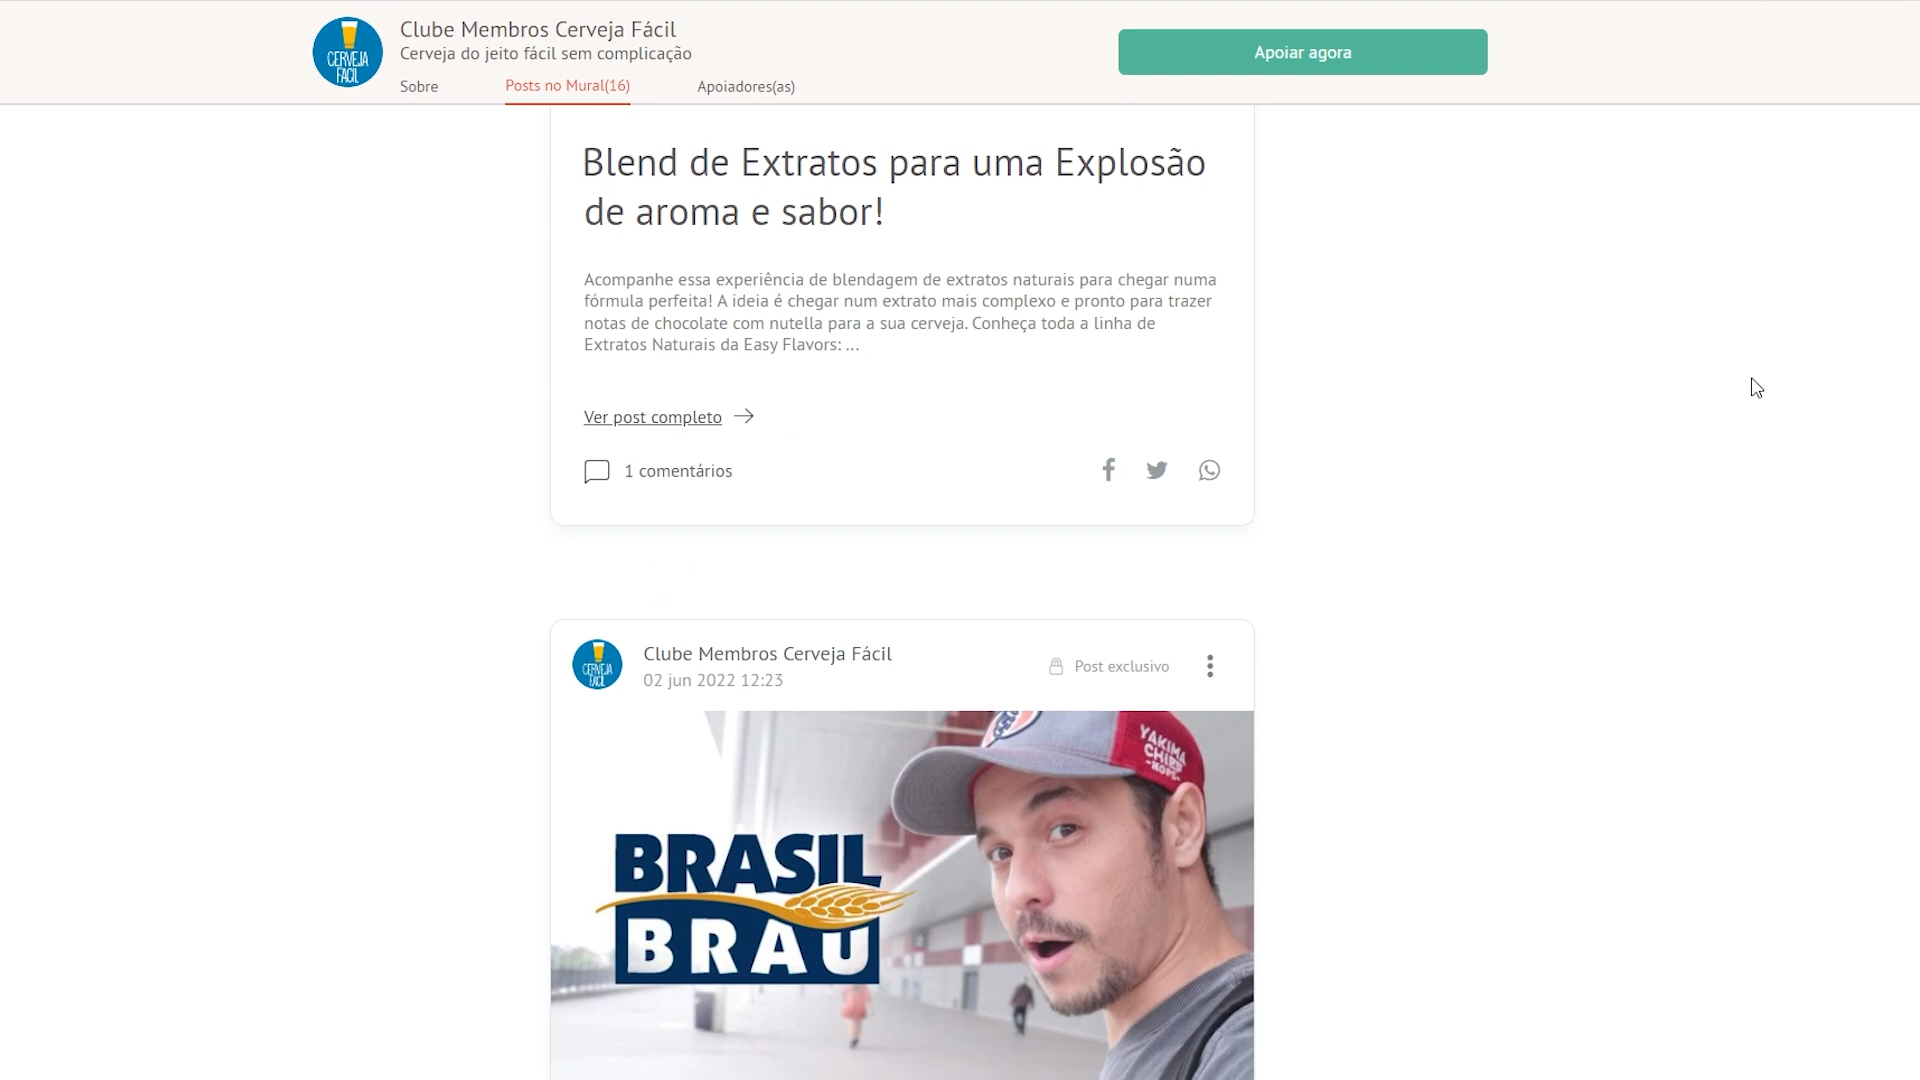 CERVEJA
FÁCIL
Clube Membros Cerveja Fácil
Cerveja do jeito fácil sem complicação
Sobre
Posts no Mural(16)
Apoiadores(as)
Apoiar agora
Blend de Extratos para uma Explosão
de aroma e sabor!
Acompanhe essa experiência de blendagem de extratos naturais para chegar numa
fórmula perfeita! A ideia é chegar num extrato mais complexo e pronto para trazer
notas de chocolate com nutella para a sua cerveja. Conheça toda a linha de
Extratos Naturais da Easy Flavors: ...
Ver post completo
1 comentários
CERVEJA
FÁCIL
Clube Membros Cerveja Fácil
02 jun 2022 12:23
Post exclusivo
YAKIMA
CHIEF
-HOPS-
BRASIL
BRAU